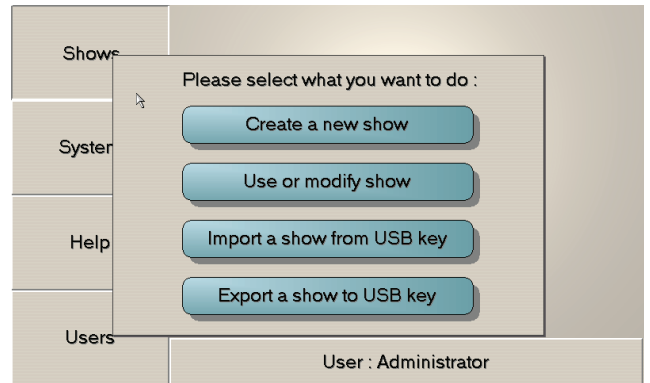 Shows
Please select what you want to do :
Create a new show
System
Use or modify show
Help
Import a show from USB key
Export a show to USB key
Users
User : Administrator